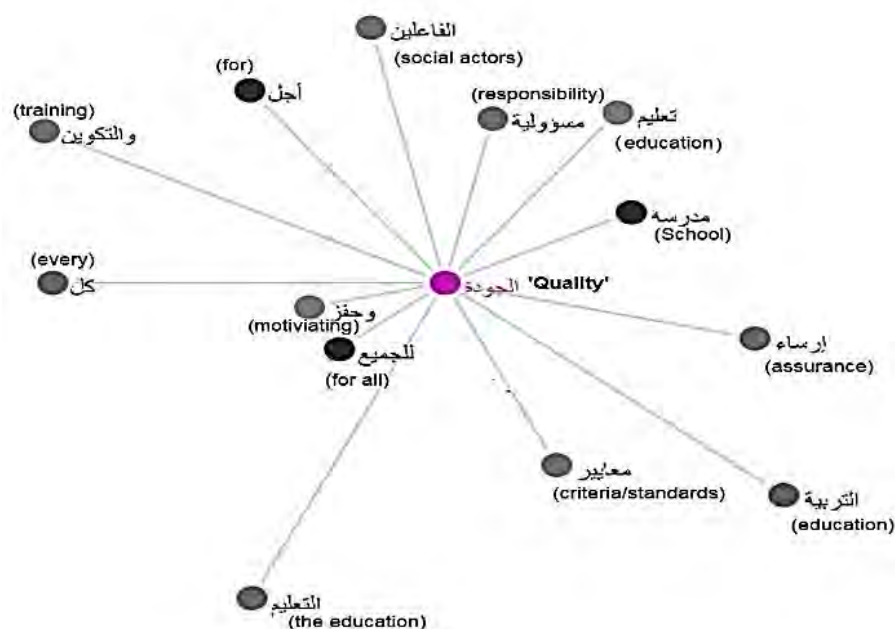 الفاعلين
(social actors)
(for)
أجل
(training)
والتكوين
(responsibility)
مسؤولية
تعليم
(education)
مدرسه
(School)
(every)
كل
الجودة 'Quality'
وحفز
(motiviating)
للجميع
(for all)
إرساء
(assurance)
معايير
(criteria/standards)
التربية
(education)
التعليم
(the education)